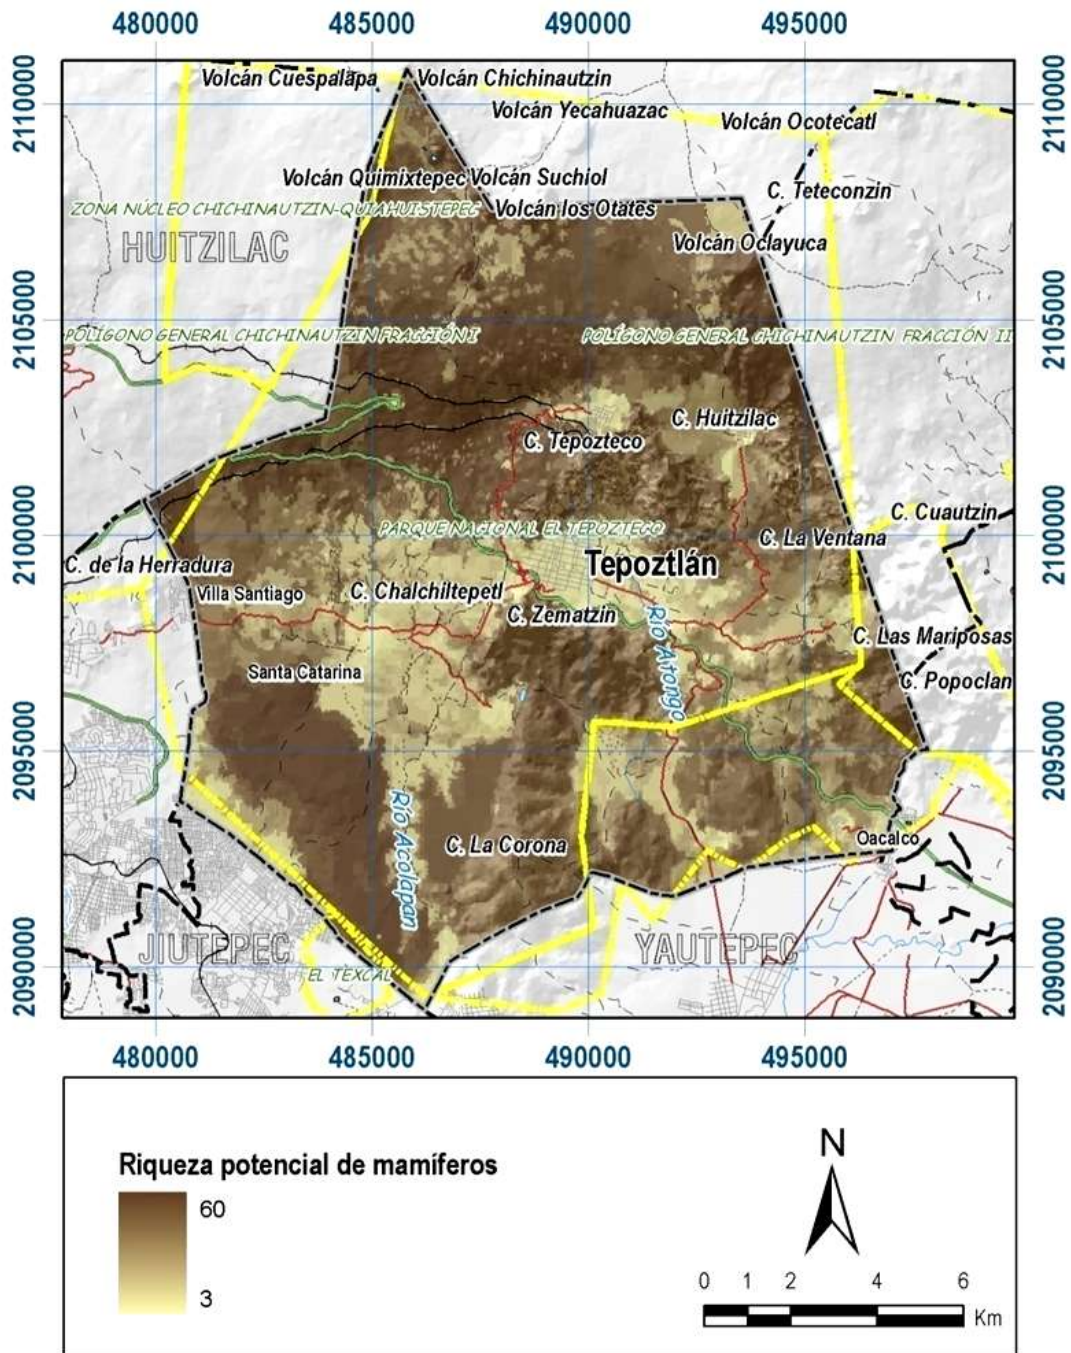 480000 485000 490000 495000
2110000
2110000
Volcán Cuespalapa
Volcán Chichinautzin
Volcán Yecahuazac
Volcán Ocotecatl
Volcán Quimixtepec
Volcán Suchiol
C. Teteconzin
ZONA NÚCLEO CHICHINAUTZIN-QUIAHUISTEPEC
Volcán los Otates
HUITZILAC
Volcán Oclayuca
2105000
2105000
POLÍGONO GENERAL CHICHINAUTZIN FRACCIÓN I
POLÍGONO GENERAL CHICHINAUTZIN FRACCIÓN II
C. Huitzilac
C. Tepozteco
C. Cuautzin
2100000
2100000
PARQUE NACIONAL EL TEPOZTECO
C. La Ventana
C. de la Herradura
Tepoztlán
Villa Santiago
C. Chalchiltepetl
C. Zematzin
Río Atongo
C. Las Mariposas
Santa Catarina
C. Popoclan
2095000
2095000
Río Acolapan
C. La Corona
Oacalco
JIUTEPEC
YAUTEPEC
EL TEXCAL
2090000
2090000
480000 485000 490000 495000
Riqueza potencial de mamíferos
60
3
N
0 1 2 4 6
Km